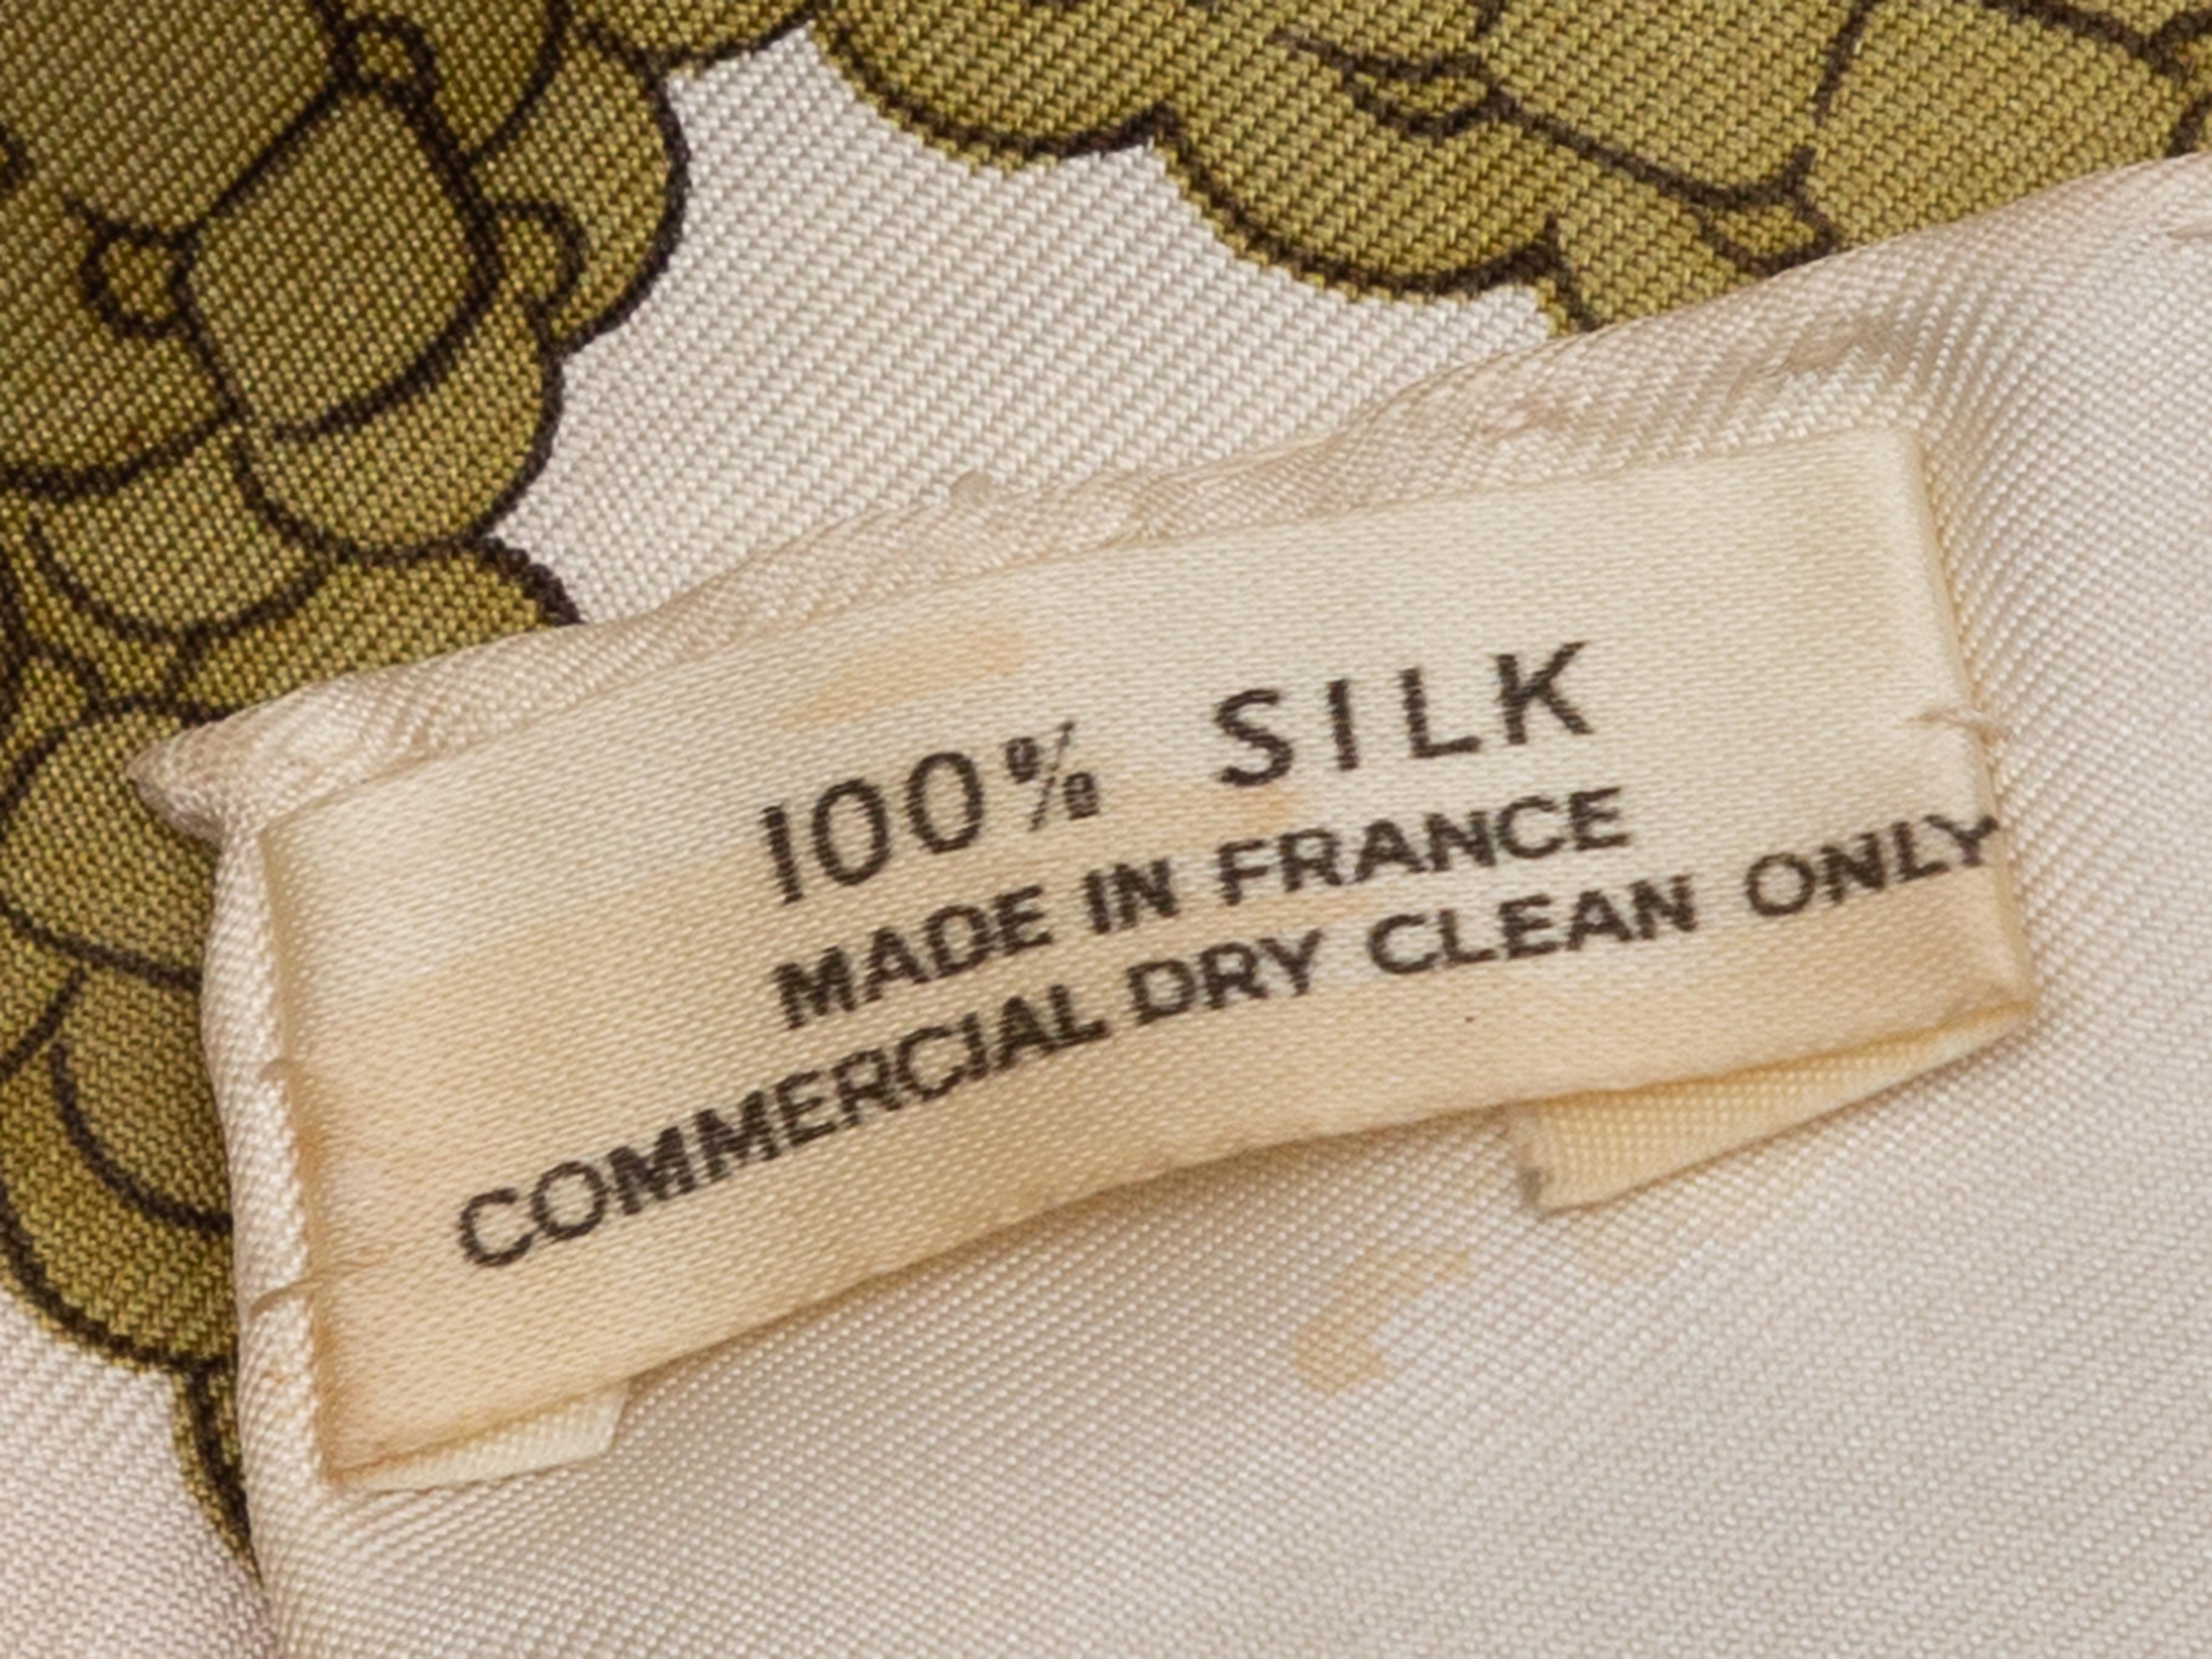 100% SILK
MADE IN FRANCE
COMMERCIAL DRY CLEAN ONLY